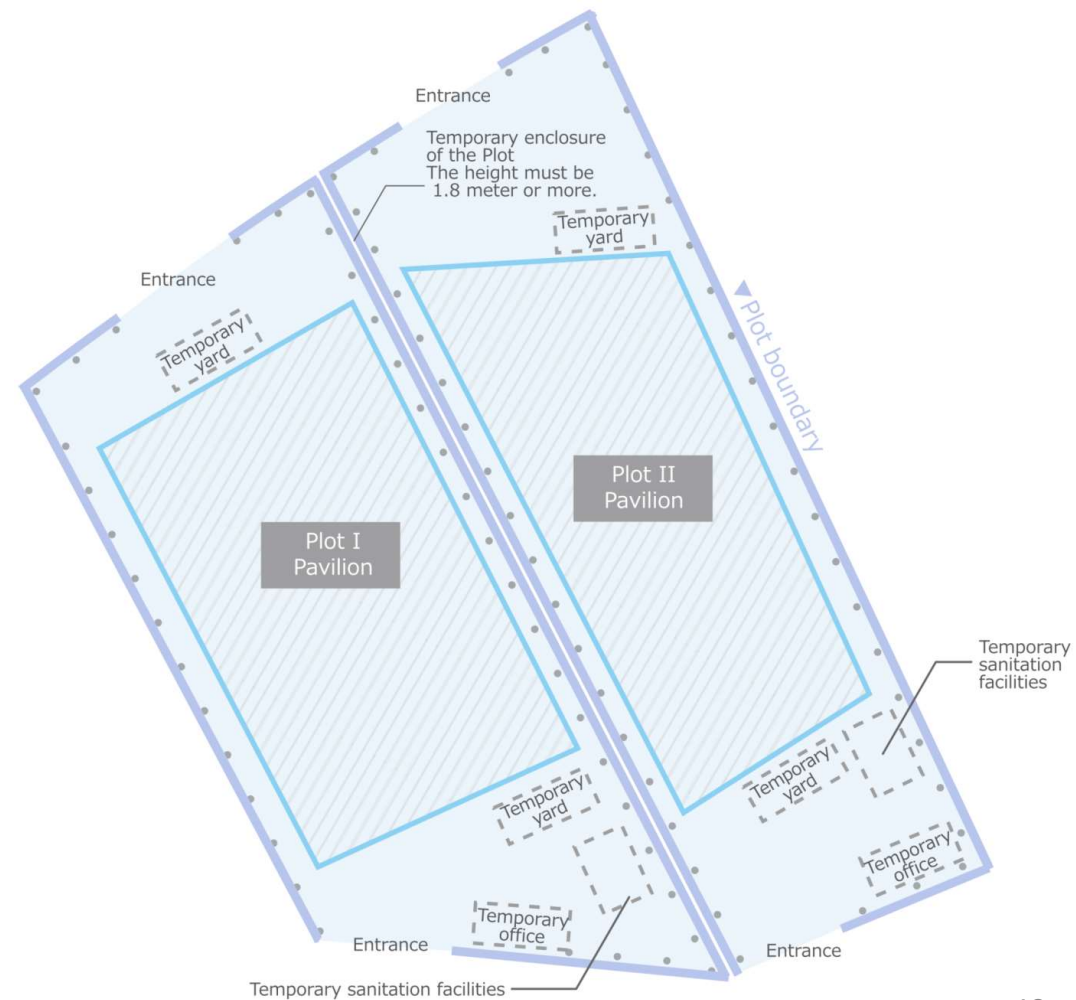 Entrance
Temporary enclosure
of the Plot
The height must be
1.8 meter or more.
Temporary
yard
Entrance
Temporary
yard
Plot boundary
Plot II
Pavilion
Plot I
Pavilion
Temporary
sanitation
facilities
Temporary
yard
Temporary
yard
Temporary
office
Temporary
office
Entrance
Entrance
Temporary sanitation facilities